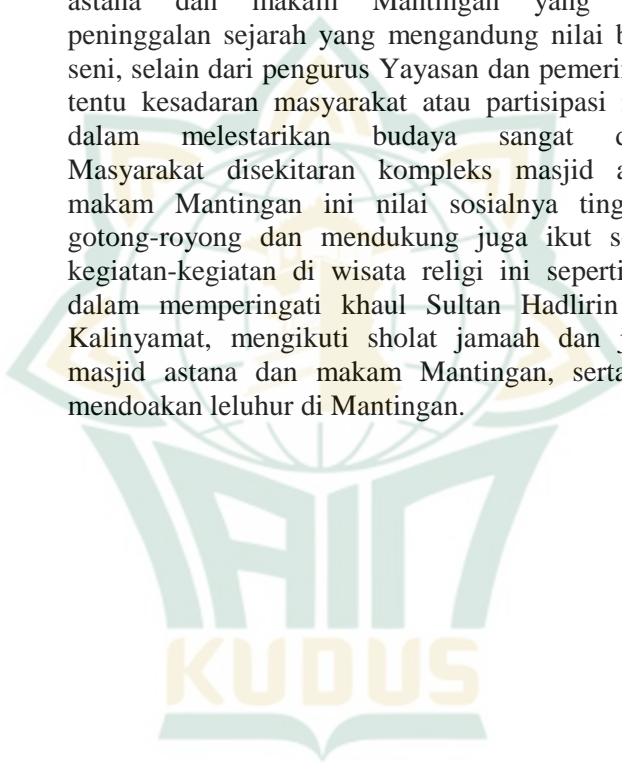 astana dan makam Mantingan yang
peninggalan sejarah yang mengandung nilai
seni, selain dari pengurus Yayasan dan
tentu kesadaran masyarakat atau partisipasi
dalam melestarikan budaya sangat
Masyarakat disekitaran kompleks masjid
makam Mantingan ini nilai sosialnya
gotong-royong dan mendukung juga ikut
kegiatan-kegiatan di wisata religi ini seperti
dalam memperingati khaul Sultan Hadlirin
Kalinyamat, mengikuti sholat jamaah dan
masjid astana dan makam Mantingan, serta
mendoakan leluhur di Mantingan.
IAIN
KUDUS